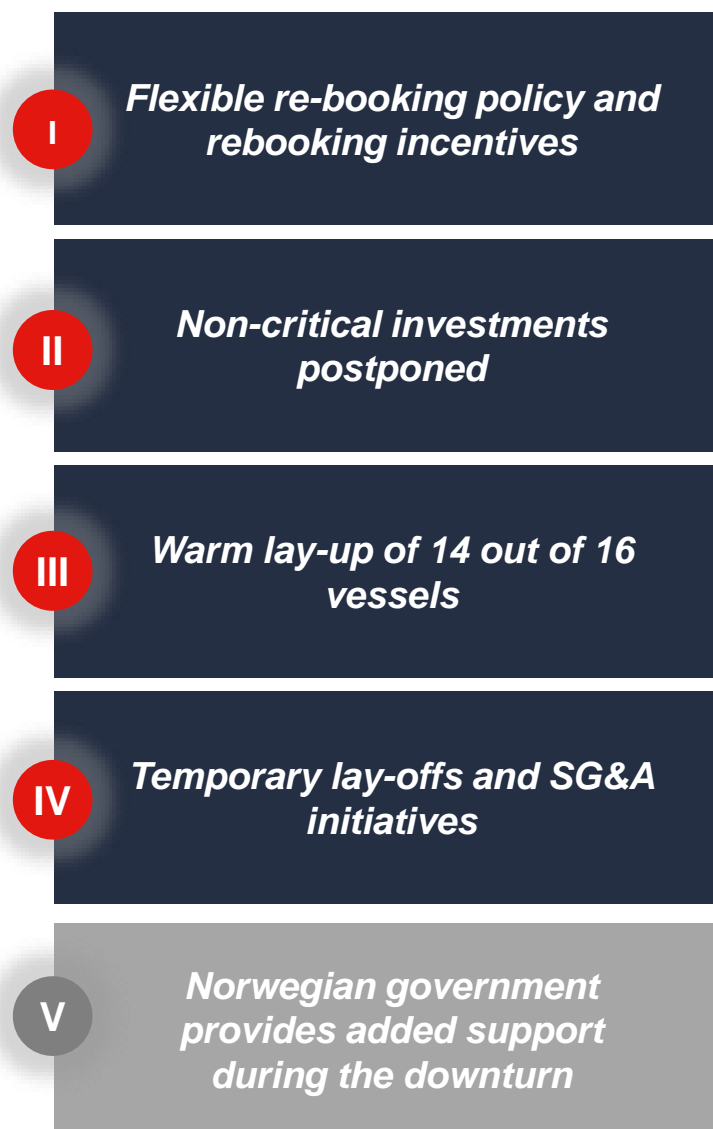 I
Flexible re-booking policy and
rebooking incentives
II
Non-critical investments
postponed
III
Warm lay-up of 14 out of 16
vessels
IV
Temporary lay-offs and SG&A
initiatives
V
Norwegian government
provides added support
during the downturn